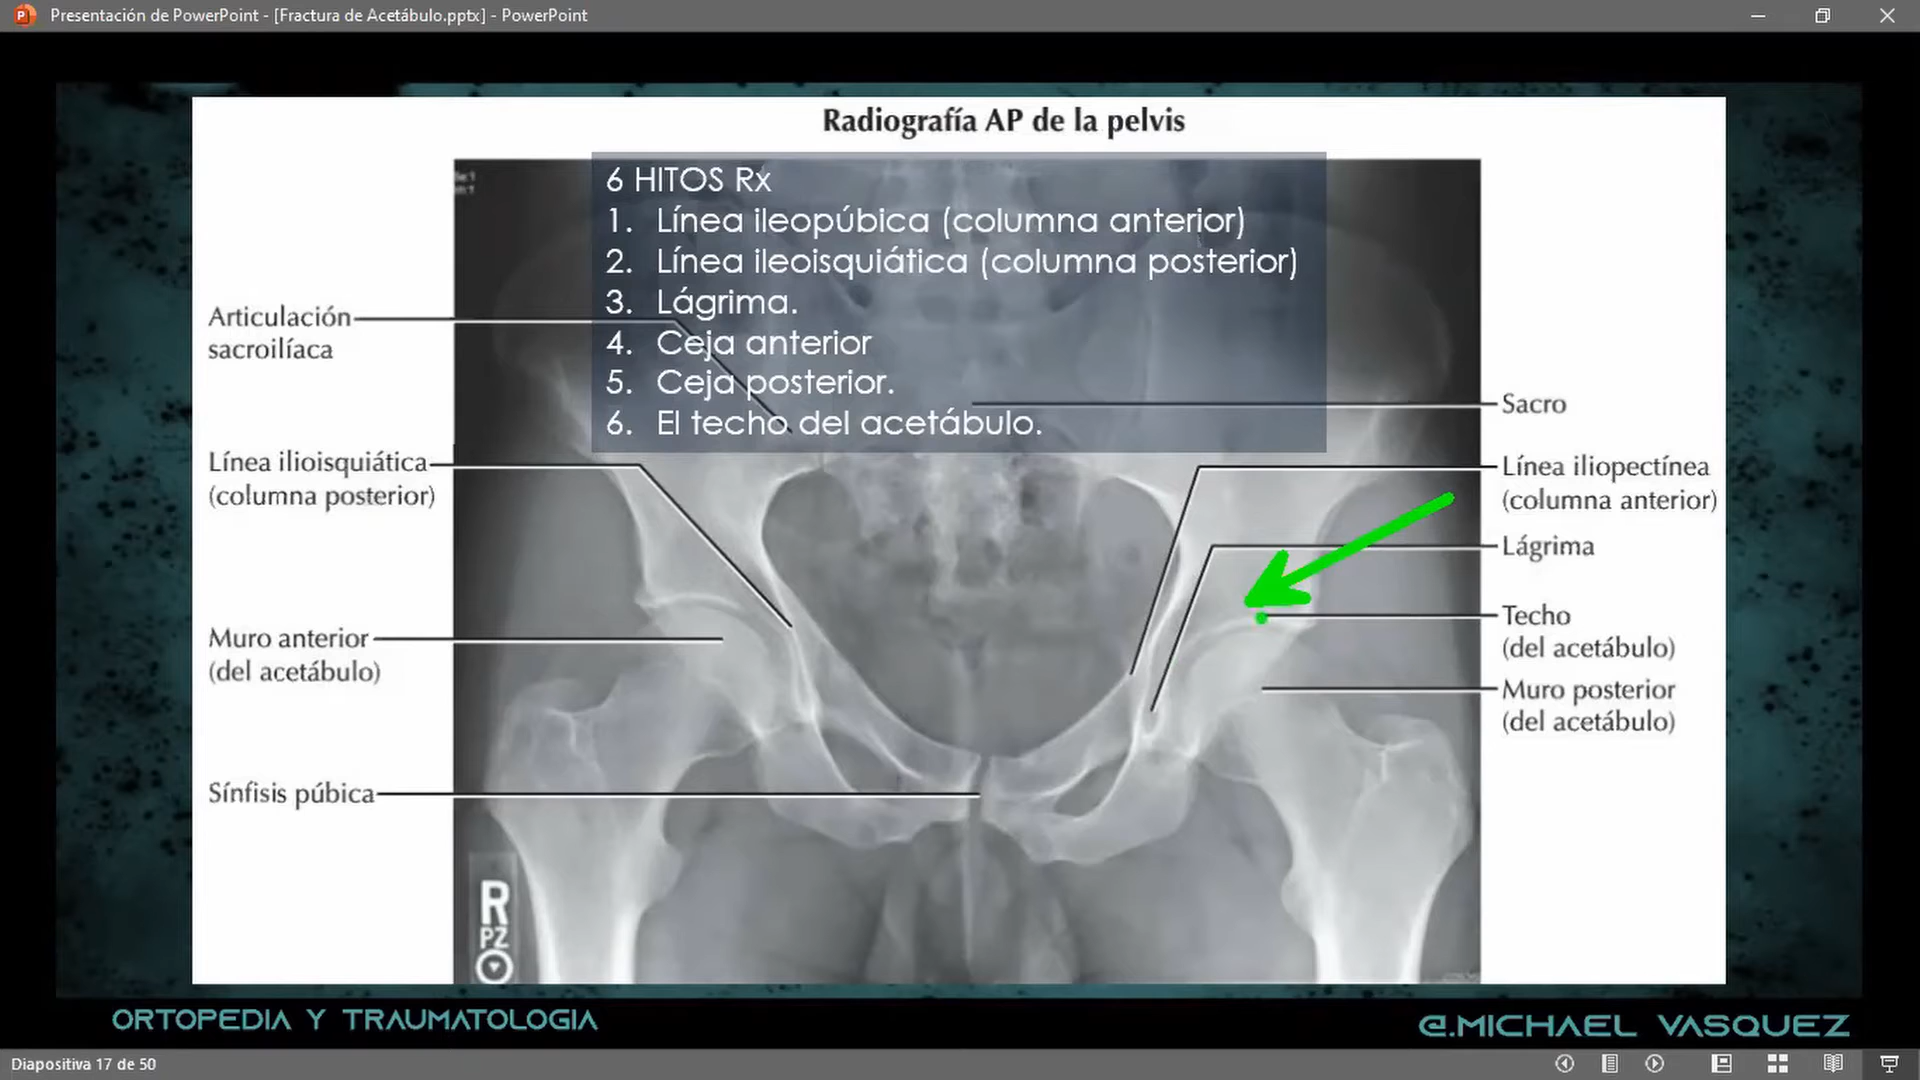 Presentación de PowerPoint - [Fractura de Acetábulo.pptx] - PowerPoint
Radiografía AP de la pelvis
6 HITOS Rx
1. Línea ileopúbica (columna anterior)
2. Línea ileoisquiática (columna posterior)
3. Lágrima.
4. Ceja anterior
5. Ceja posterior.
6. El techo del acetábulo.
Articulación
sacroilíaca
Línea ilioisquiática
(columna posterior)
Muro anterior
(del acetábulo)
Sínfisis púbica
Sacro
Línea iliopectínea
(columna anterior)
Lágrima
Techo
(del acetábulo)
Muro posterior
(del acetábulo)
R
PZ
ORTOPEDIA Y TRAUMATOLOGIA
@.MICHAEL VASQUEZ
Diapositiva 17 de 50